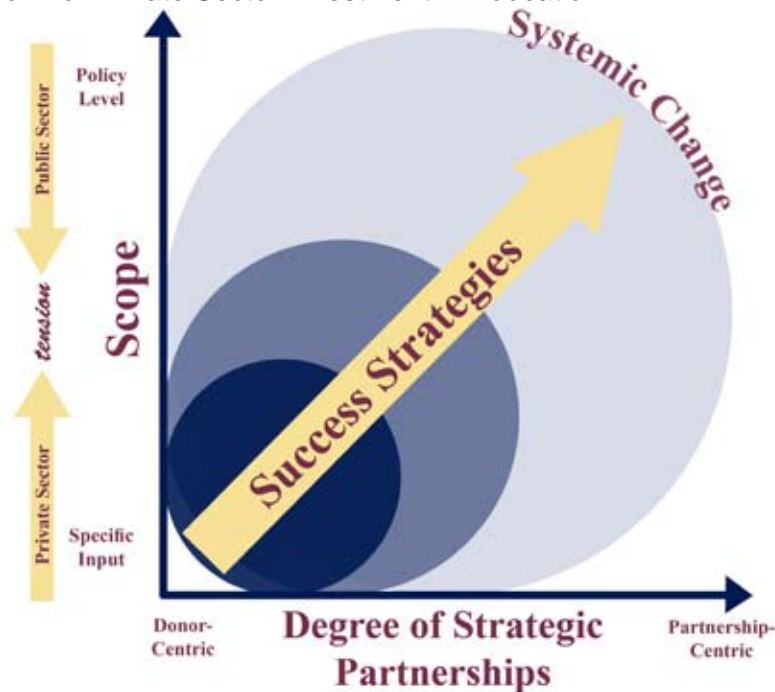 Policy
Level
Public Sector
tension
Private Sector
Scope
Specific
Input
Systemic Change
Success Strategies
Donor-
Centric
Degree of Strategic
Partnerships
Partnership-
Centric